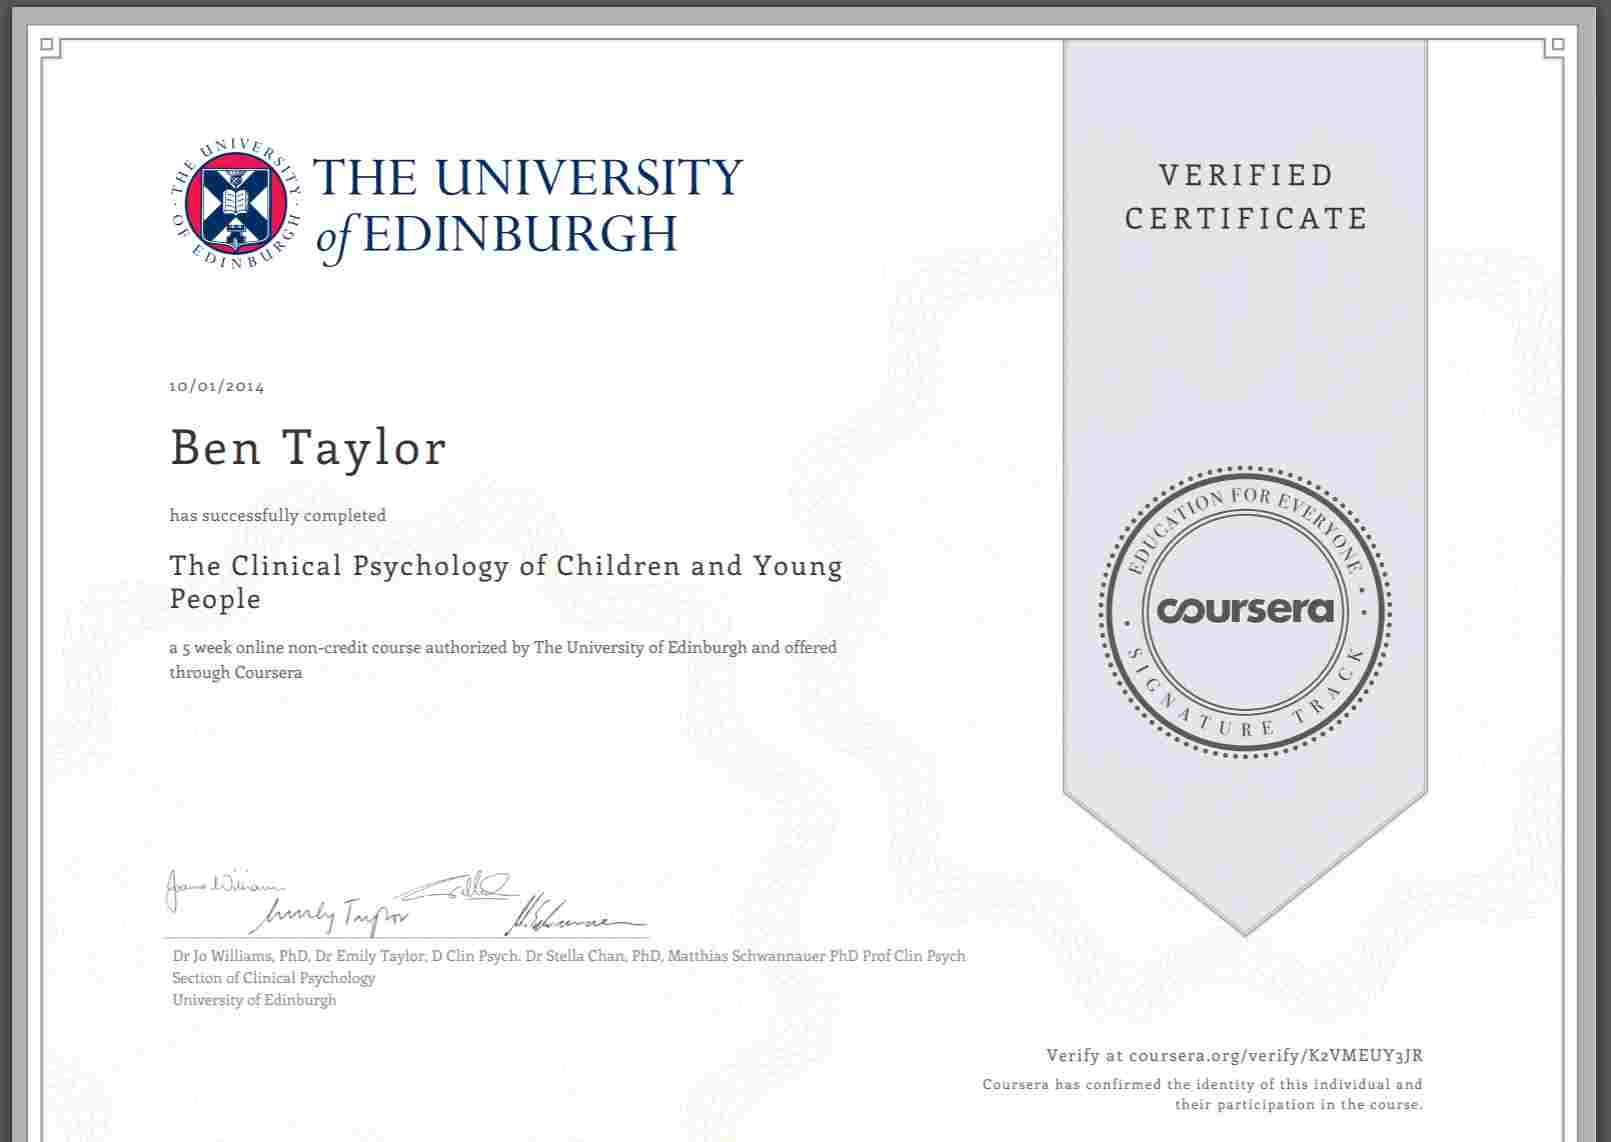 THE UNIVERSITY OF EDINBURGH
THE UNIVERSITY
of EDINBURGH
VERIFIED
CERTIFICATE
10/01/2014
Ben Taylor
has successfully completed
The Clinical Psychology of Children and Young
People
a 5 week online non-credit course authorized by The University of Edinburgh and offered
through Coursera
EDUCATION FOR EVERYONE
coursera
SIGNATURE TRACK
Emily Taylor
Dr Jo Williams, PhD, Dr Emily Taylor, D Clin Psych. Dr Stella Chan, PhD, Matthias Schwannauer PhD Prof Clin Psych
Section of Clinical Psychology
University of Edinburgh
Verify at coursera.org/verify/K2VMEUY3JR
Coursera has confirmed the identity of this individual and
their participation in the course.